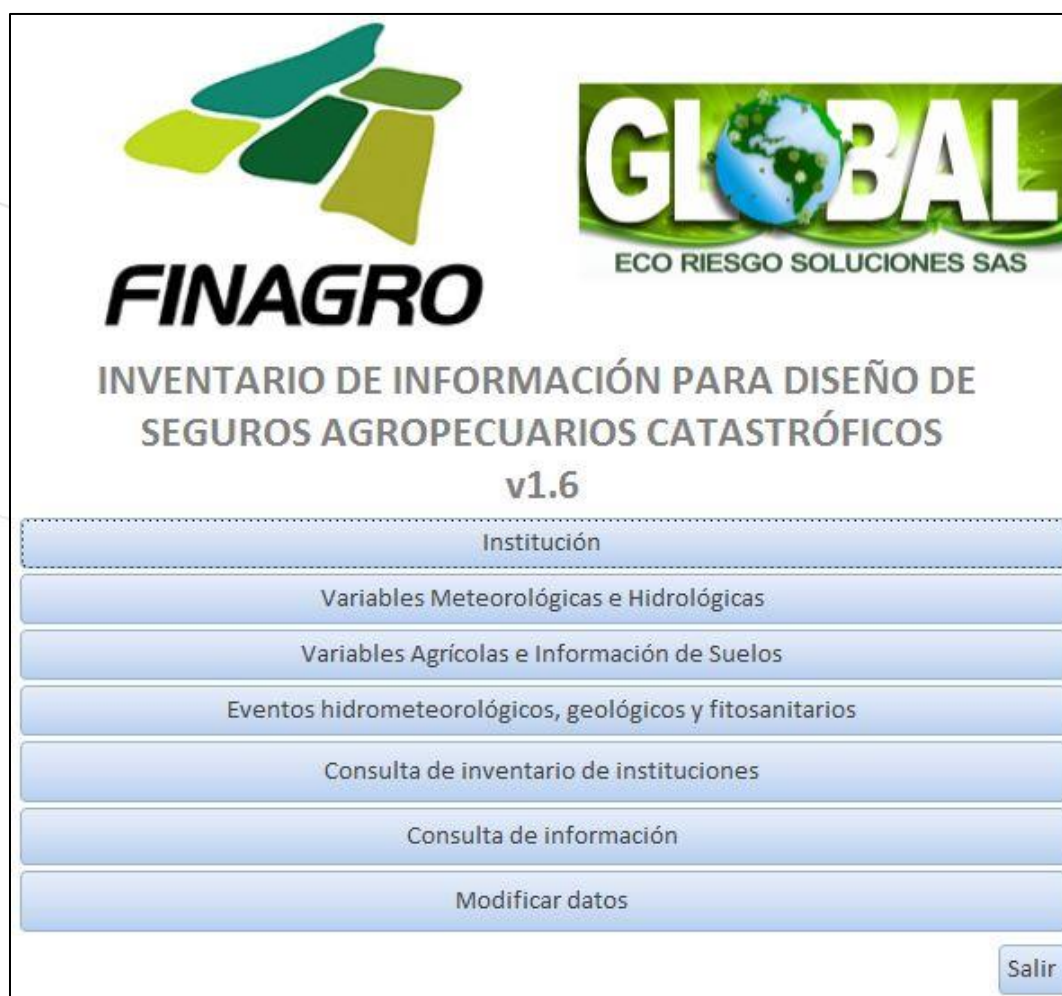 FINAGRO
GLOBAL
ECO RIESGO SOLUCIONES SAS
INVENTARIO DE INFORMACIÓN PARA DISEÑO DE
SEGUROS AGROPECUARIOS CATASTRÓFICOS
v1.6
Institución
Variables Meteorológicas e Hidrológicas
Variables Agrícolas e Información de Suelos
Eventos hidrometeorológicos, geológicos y fitosanitarios
Consulta de inventario de instituciones
Consulta de información
Modificar datos
Salir